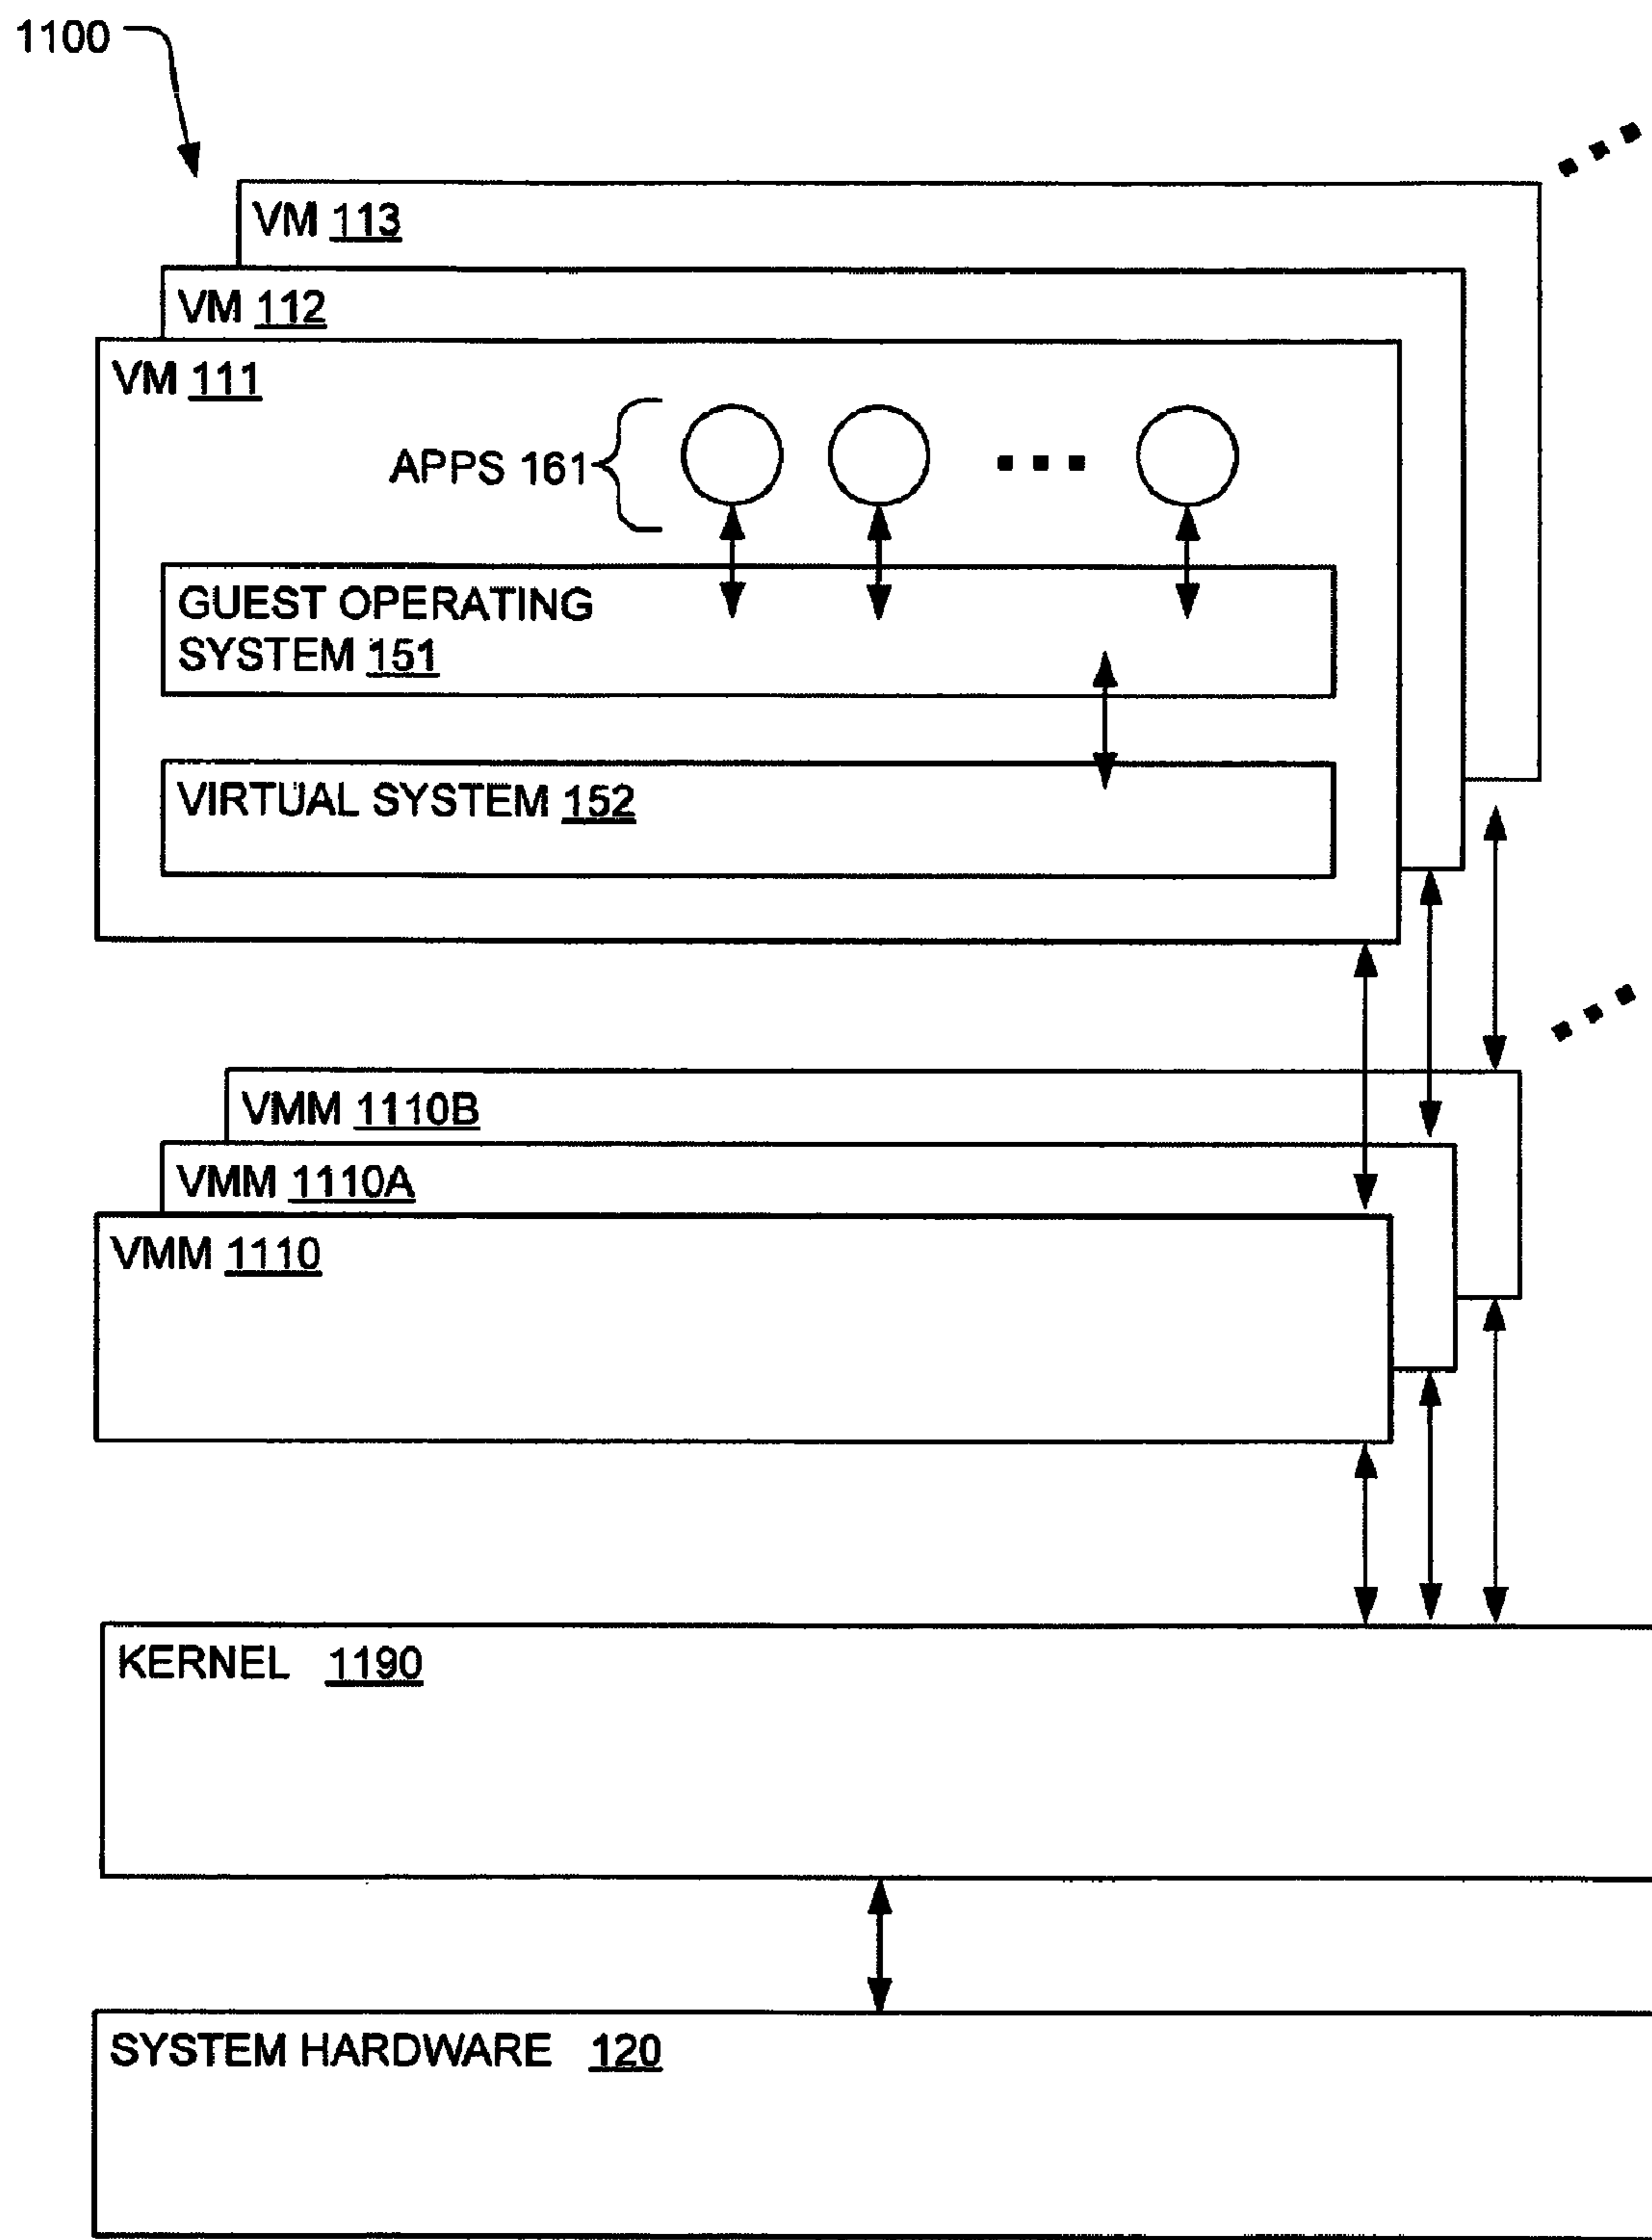 1100
VM 113
VM 112
VM 111
APPS 161
GUEST OPERATING
SYSTEM 151
VIRTUAL SYSTEM 152
VMM 1110B
VMM 1110A
VMM 1110
KERNEL 1190
SYSTEM HARDWARE 120